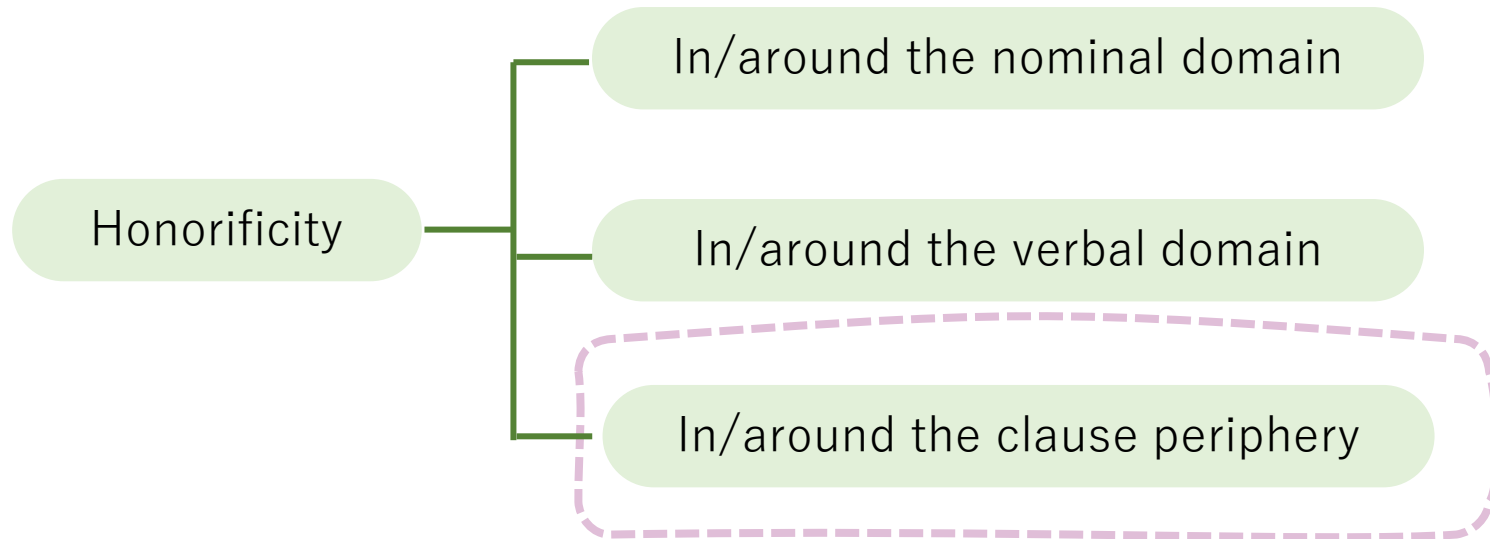 In/around the nominal domain
Honorificity
In/around the verbal domain
In/around the clause periphery